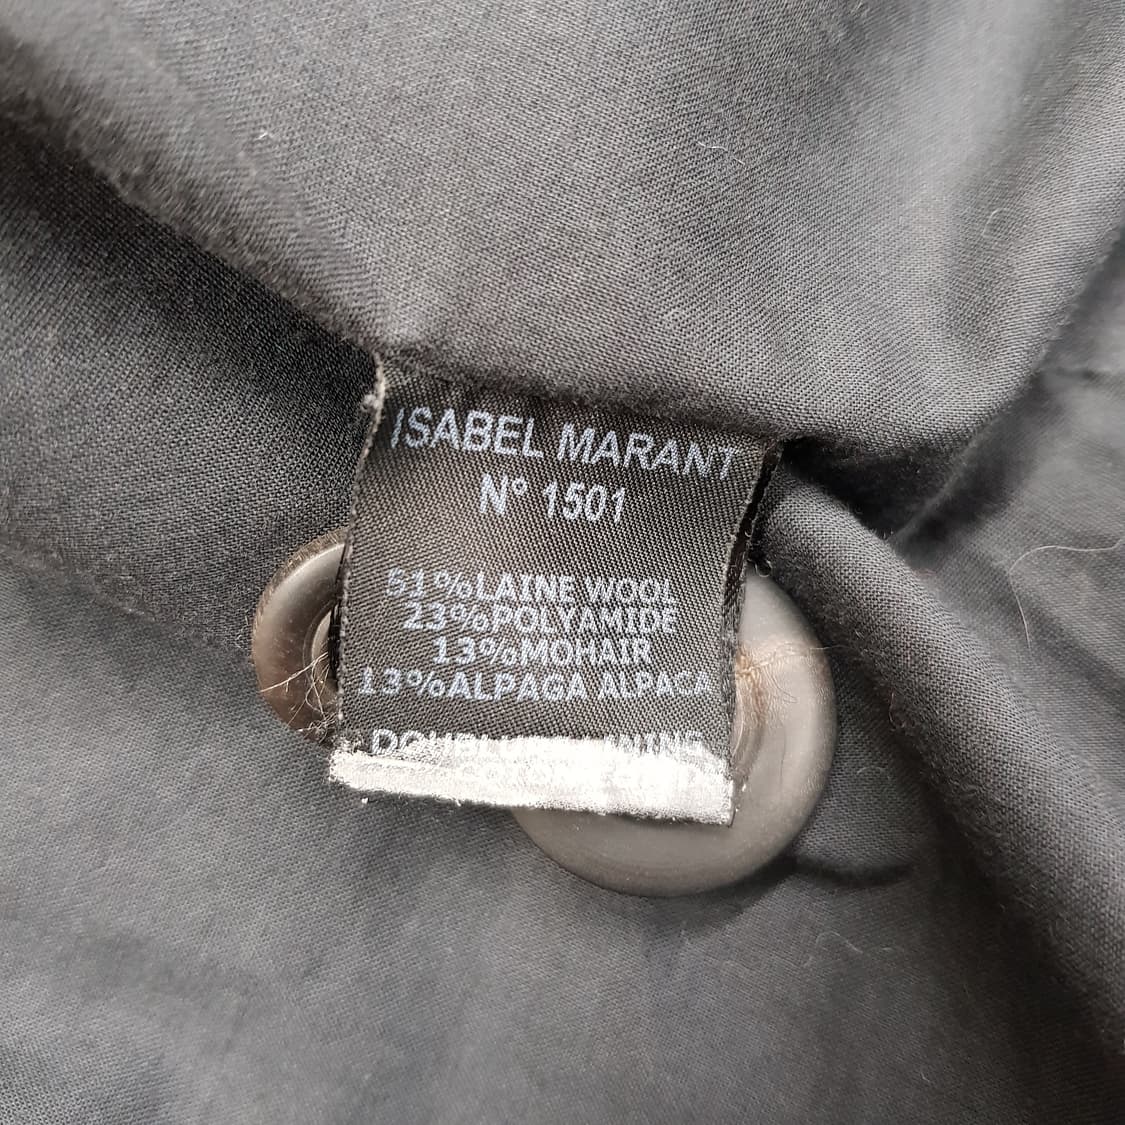 ISABEL MARANT
N° 1501
51%LAINE WOOL
23%POLYAMIDE
13%MOHAIR
13%ALPAGA ALPACA